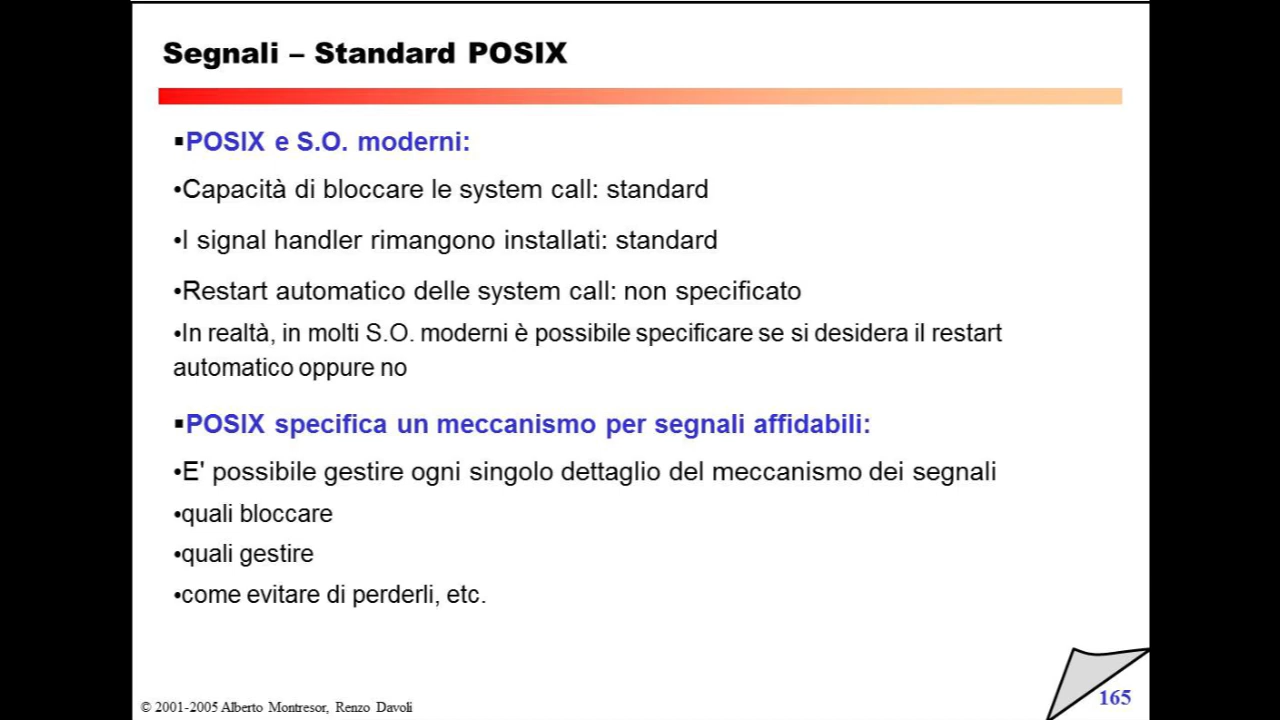 Segnali – Standard POSIX
▪POSIX e S.O. moderni:
•Capacità di bloccare le system call: standard
•I signal handler rimangono installati: standard
•Restart automatico delle system call: non specificato
•In realtà, in molti S.O. moderni è possibile specificare se si desidera il restart
automatico oppure no
▪POSIX specifica un meccanismo per segnali affidabili:
•E' possibile gestire ogni singolo dettaglio del meccanismo dei segnali
•quali bloccare
•quali gestire
•come evitare di perderli, etc.
© 2001-2005 Alberto Montresor, Renzo Davoli
165